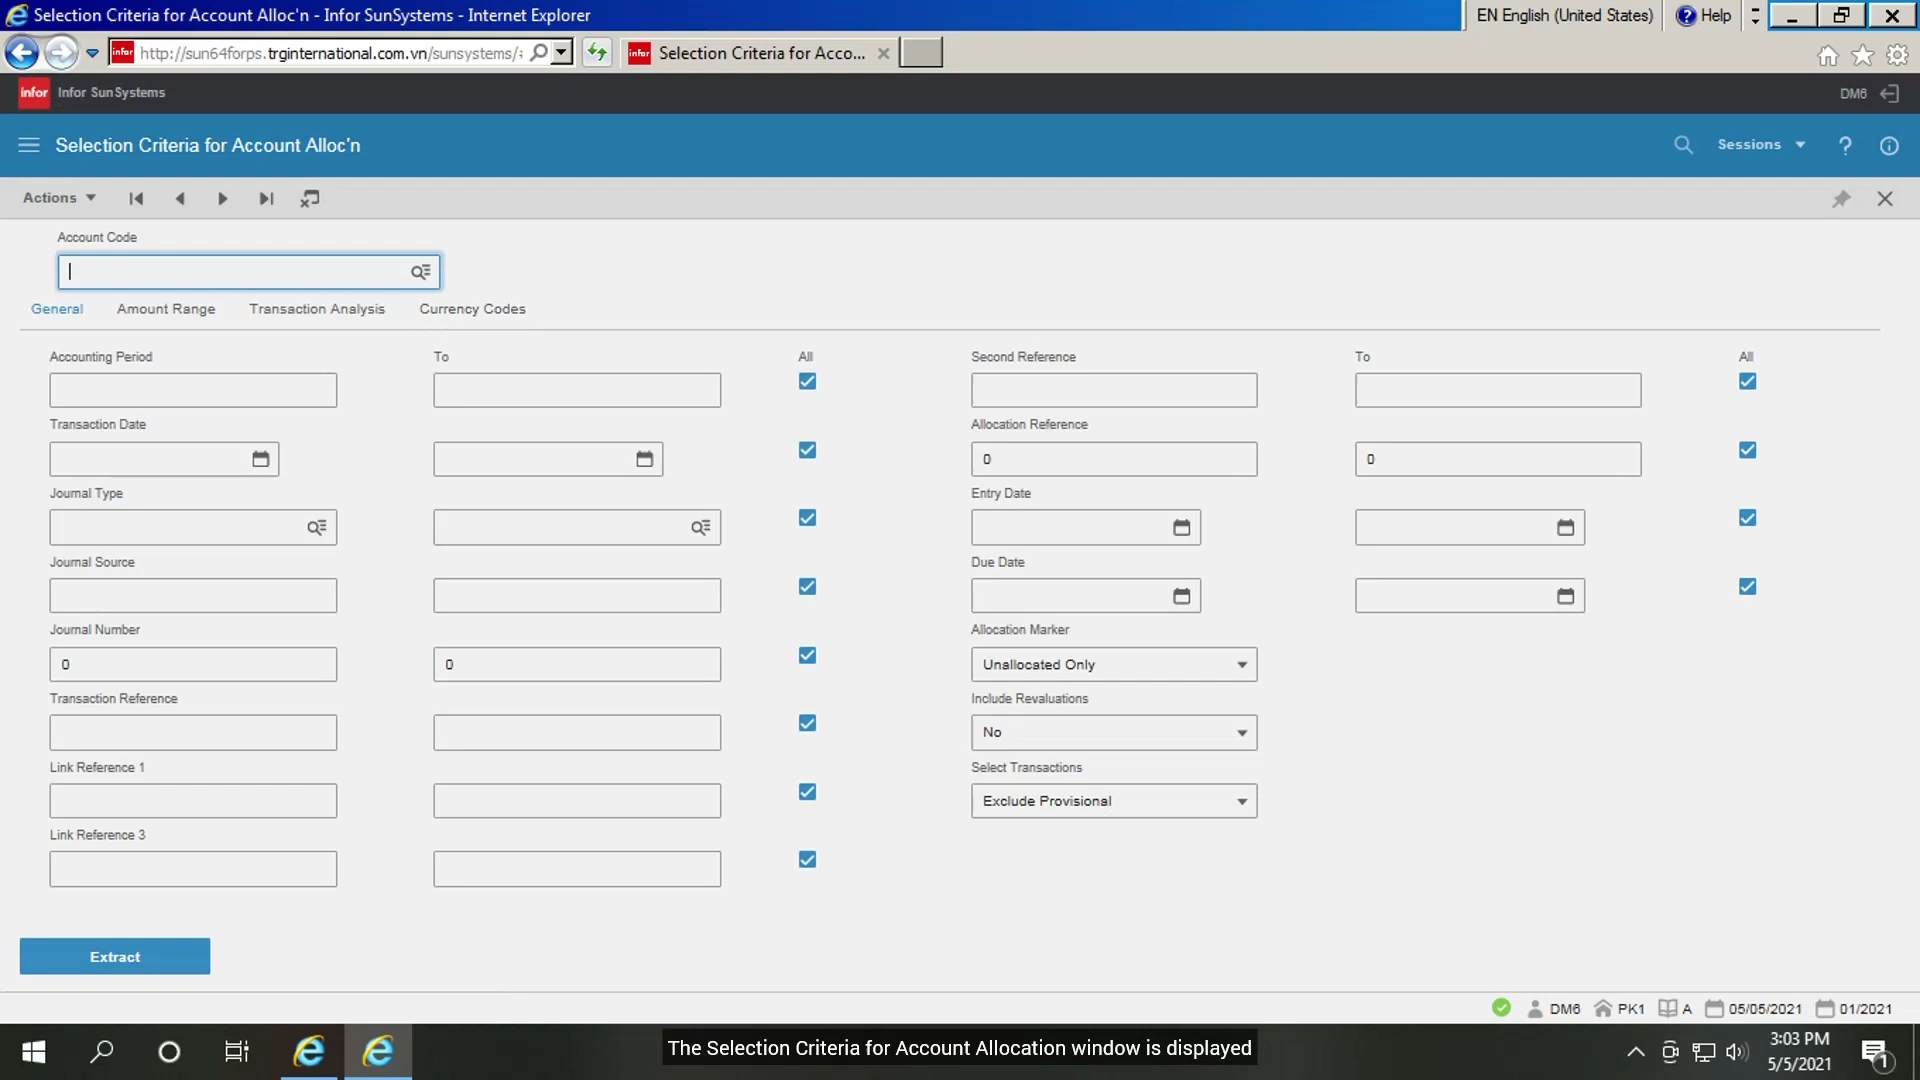 Selection Criteria for Account Alloc'n - Infor SunSystems - Internet Explorer
EN English (United States)
Help
infor
http://sun64forps.trginternational.com.vn/sunsystems/
infor
Selection Criteria for Acco...
infor
Infor SunSystems
DM6
Selection Criteria for Account Alloc'n
Sessions
Actions
Account Code
General
Amount Range
Transaction Analysis
Currency Codes
Accounting Period
To
All
Second Reference
To
All
Transaction Date
Allocation Reference
0
0
Journal Type
Entry Date
Journal Source
Due Date
Journal Number
Allocation Marker
0
0
Unallocated Only
Transaction Reference
Include Revaluations
No
Link Reference 1
Select Transactions
Exclude Provisional
Link Reference 3
Extract
DM6
PK1
A
05/05/2021
01/2021
The Selection Criteria for Account Allocation window is displayed
3:03 PM
5/5/2021
1